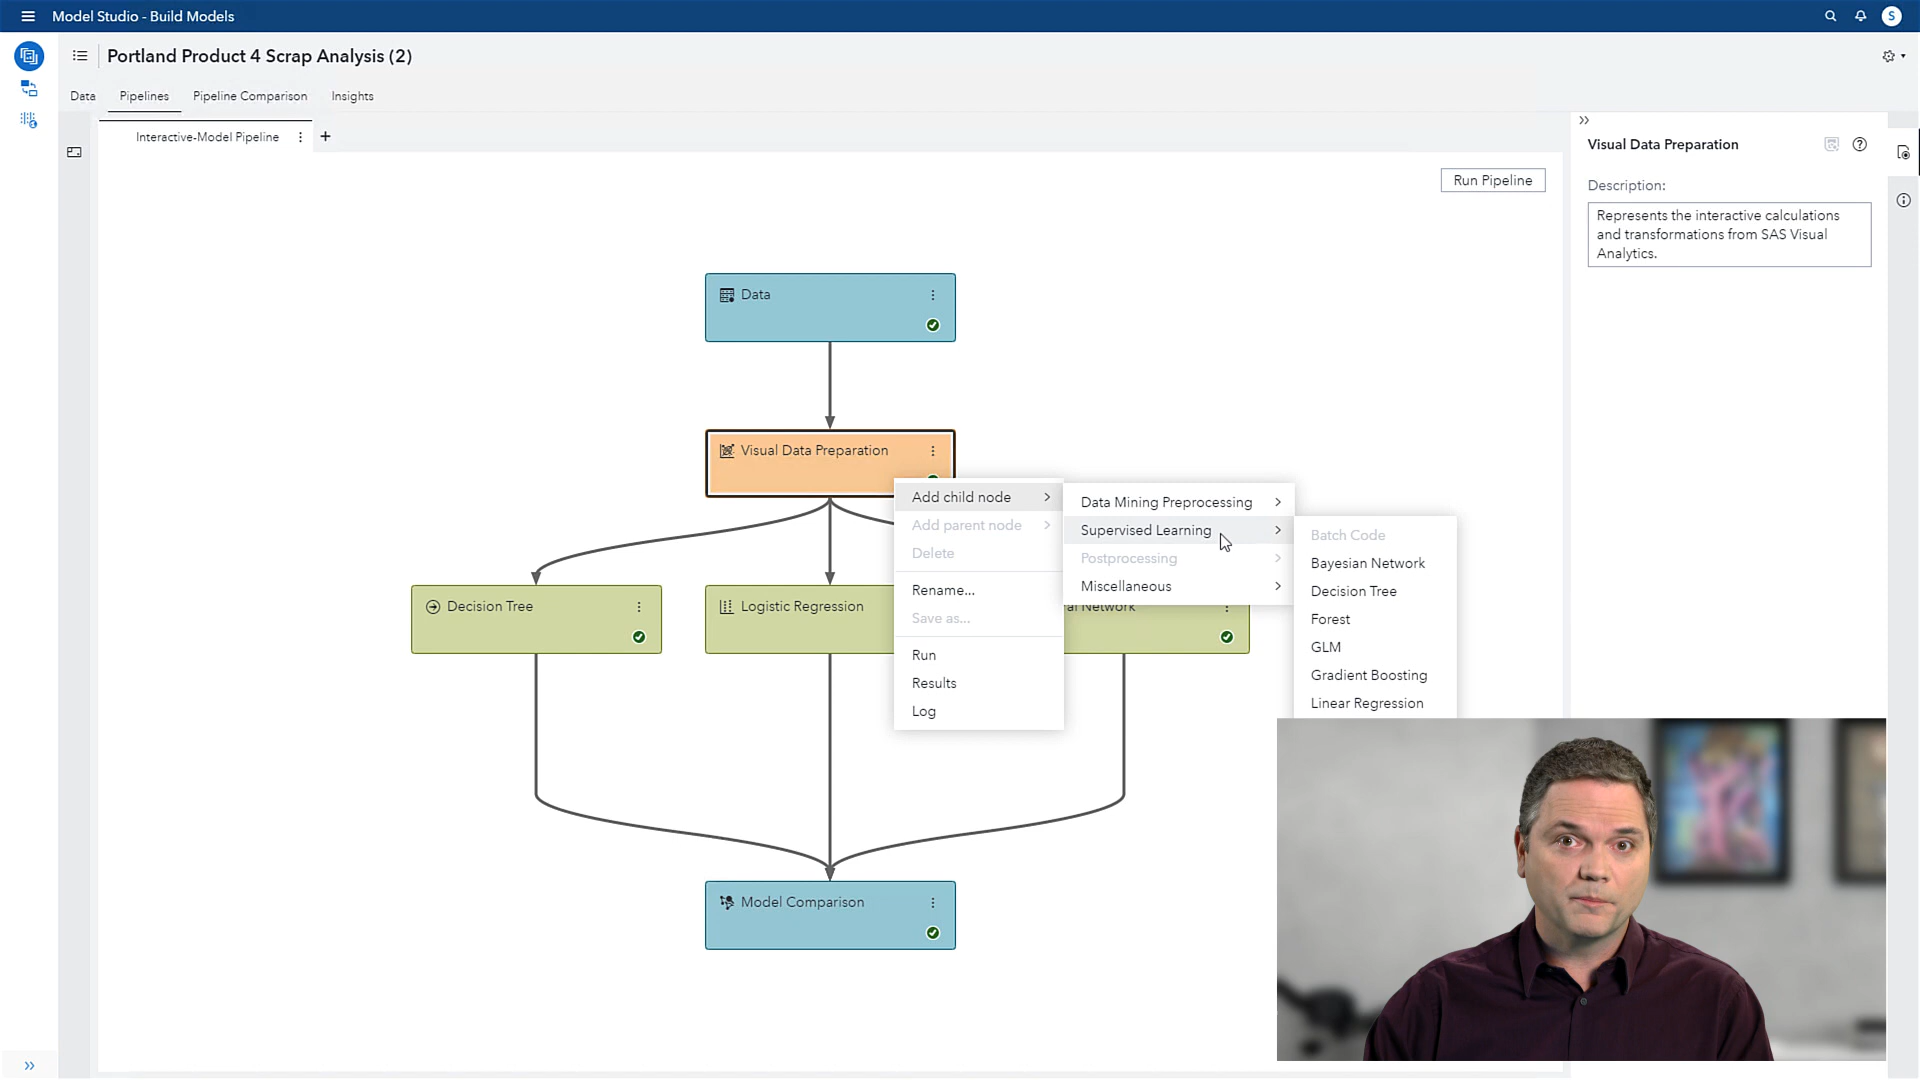 Model Studio - Build Models
S
Portland Product 4 Scrap Analysis (2)
Data
Pipelines
Pipeline Comparison
Insights
Interactive-Model Pipeline
Run Pipeline
Visual Data Preparation
Description:
Represents the interactive calculations
and transformations from SAS Visual
Analytics.
Data
Visual Data Preparation
Add child node
Add parent node
Delete
Rename...
Save as...
Run
Results
Log
Data Mining Preprocessing
Supervised Learning
Postprocessing
Miscellaneous
Batch Code
Bayesian Network
Decision Tree
Forest
GLM
Gradient Boosting
Linear Regression
Decision Tree
Logistic Regression
al Network
Model Comparison